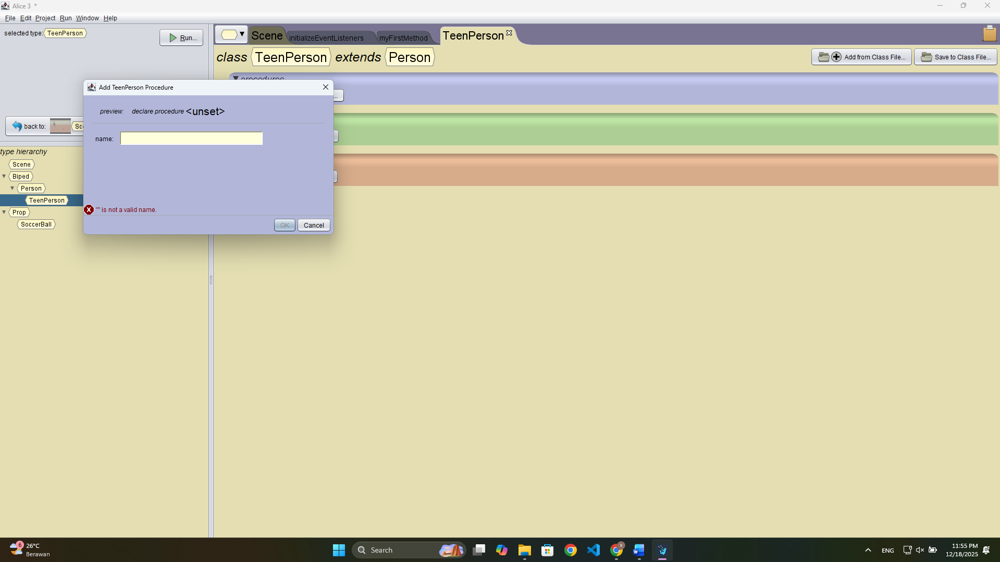 Alice 3 *
File Edit Project Run Window Help
selected type: TeenPerson
Run...
back to:
type hierarchy
Scene
Biped
Person
TeenPerson
Prop
SoccerBall
Scene
initializeEventListeners
myFirstMethod
TeenPerson
class TeenPerson extends Person
Add from Class File...
Save to Class File...
procedures
...
Add TeenPerson Procedure
preview: declare procedure <unset>
name:
"" is not a valid name.
OK
Cancel
6
26°C
Berawan
Search
ENG
11:55 PM
12/18/2025